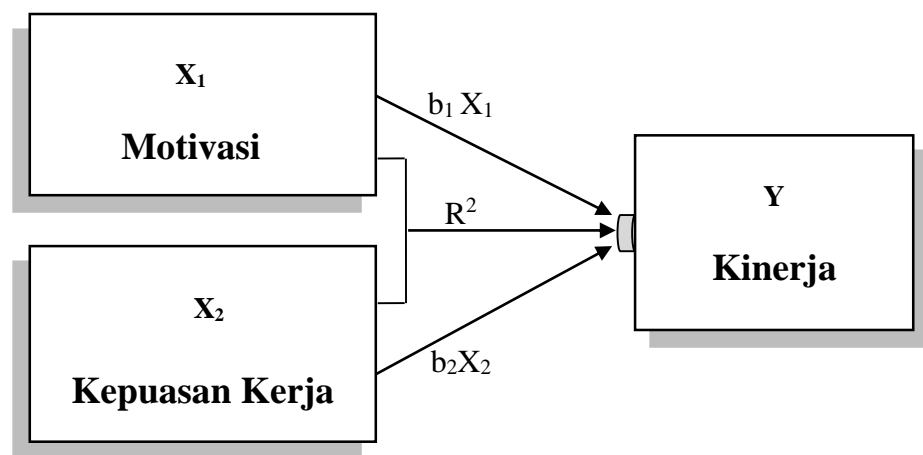 X₁
Motivasi
b₁ X₁
R²
X₂
Kepuasan Kerja
b₂X₂
Y
Kinerja